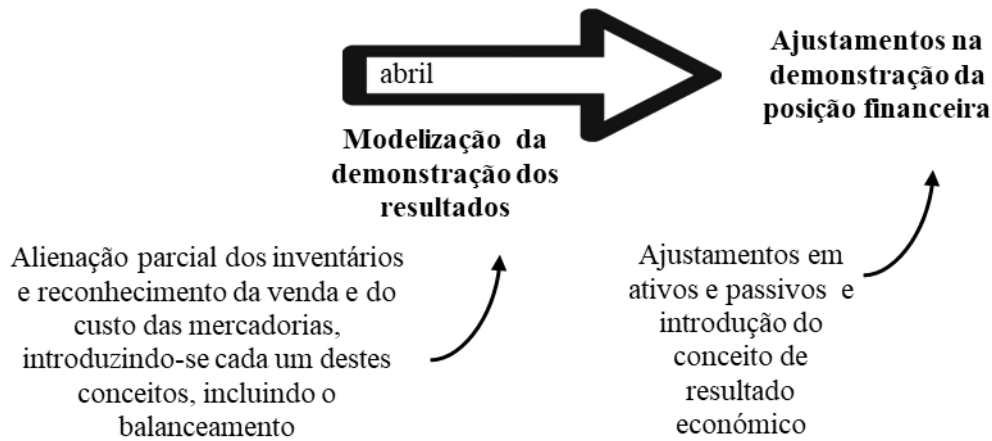 abril
Ajustamentos na
demonstração da
posição financeira
Modelização da
demonstração dos
resultados
Alienação parcial dos inventários
e reconhecimento da venda e do
custo das mercadorias,
introduzindo-se cada um destes
conceitos, incluindo o
balanceamento
Ajustamentos em
ativos e passivos e
introdução do
conceito de
resultado
económico